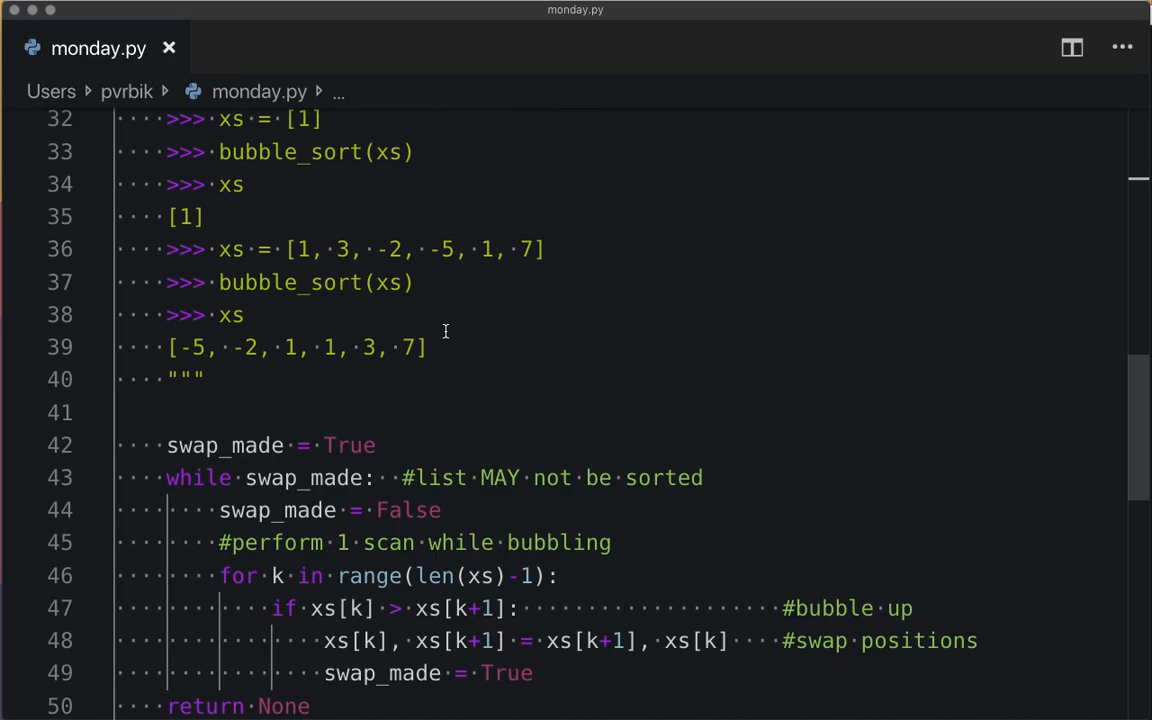 monday.py
monday.py ×
Users pvrbik monday.py ...
32 >>> xs = [1]
33 >>> bubble_sort(xs)
34 >>> xs
35 [1]
36 >>> xs = [1, 3, -2, -5, 1, 7]
37 >>> bubble_sort(xs)
38 >>> xs
39 [-5, -2, 1, 1, 3, 7]
40 """
41
42 swap_made = True
43 while swap_made: #list MAY not be sorted
44 swap_made = False
45 #perform 1 scan while bubbling
46 for k in range(len(xs)-1):
47 if xs[k] > xs[k+1]: #bubble up
48 xs[k], xs[k+1] = xs[k+1], xs[k] #swap positions
49 swap_made = True
50 return None